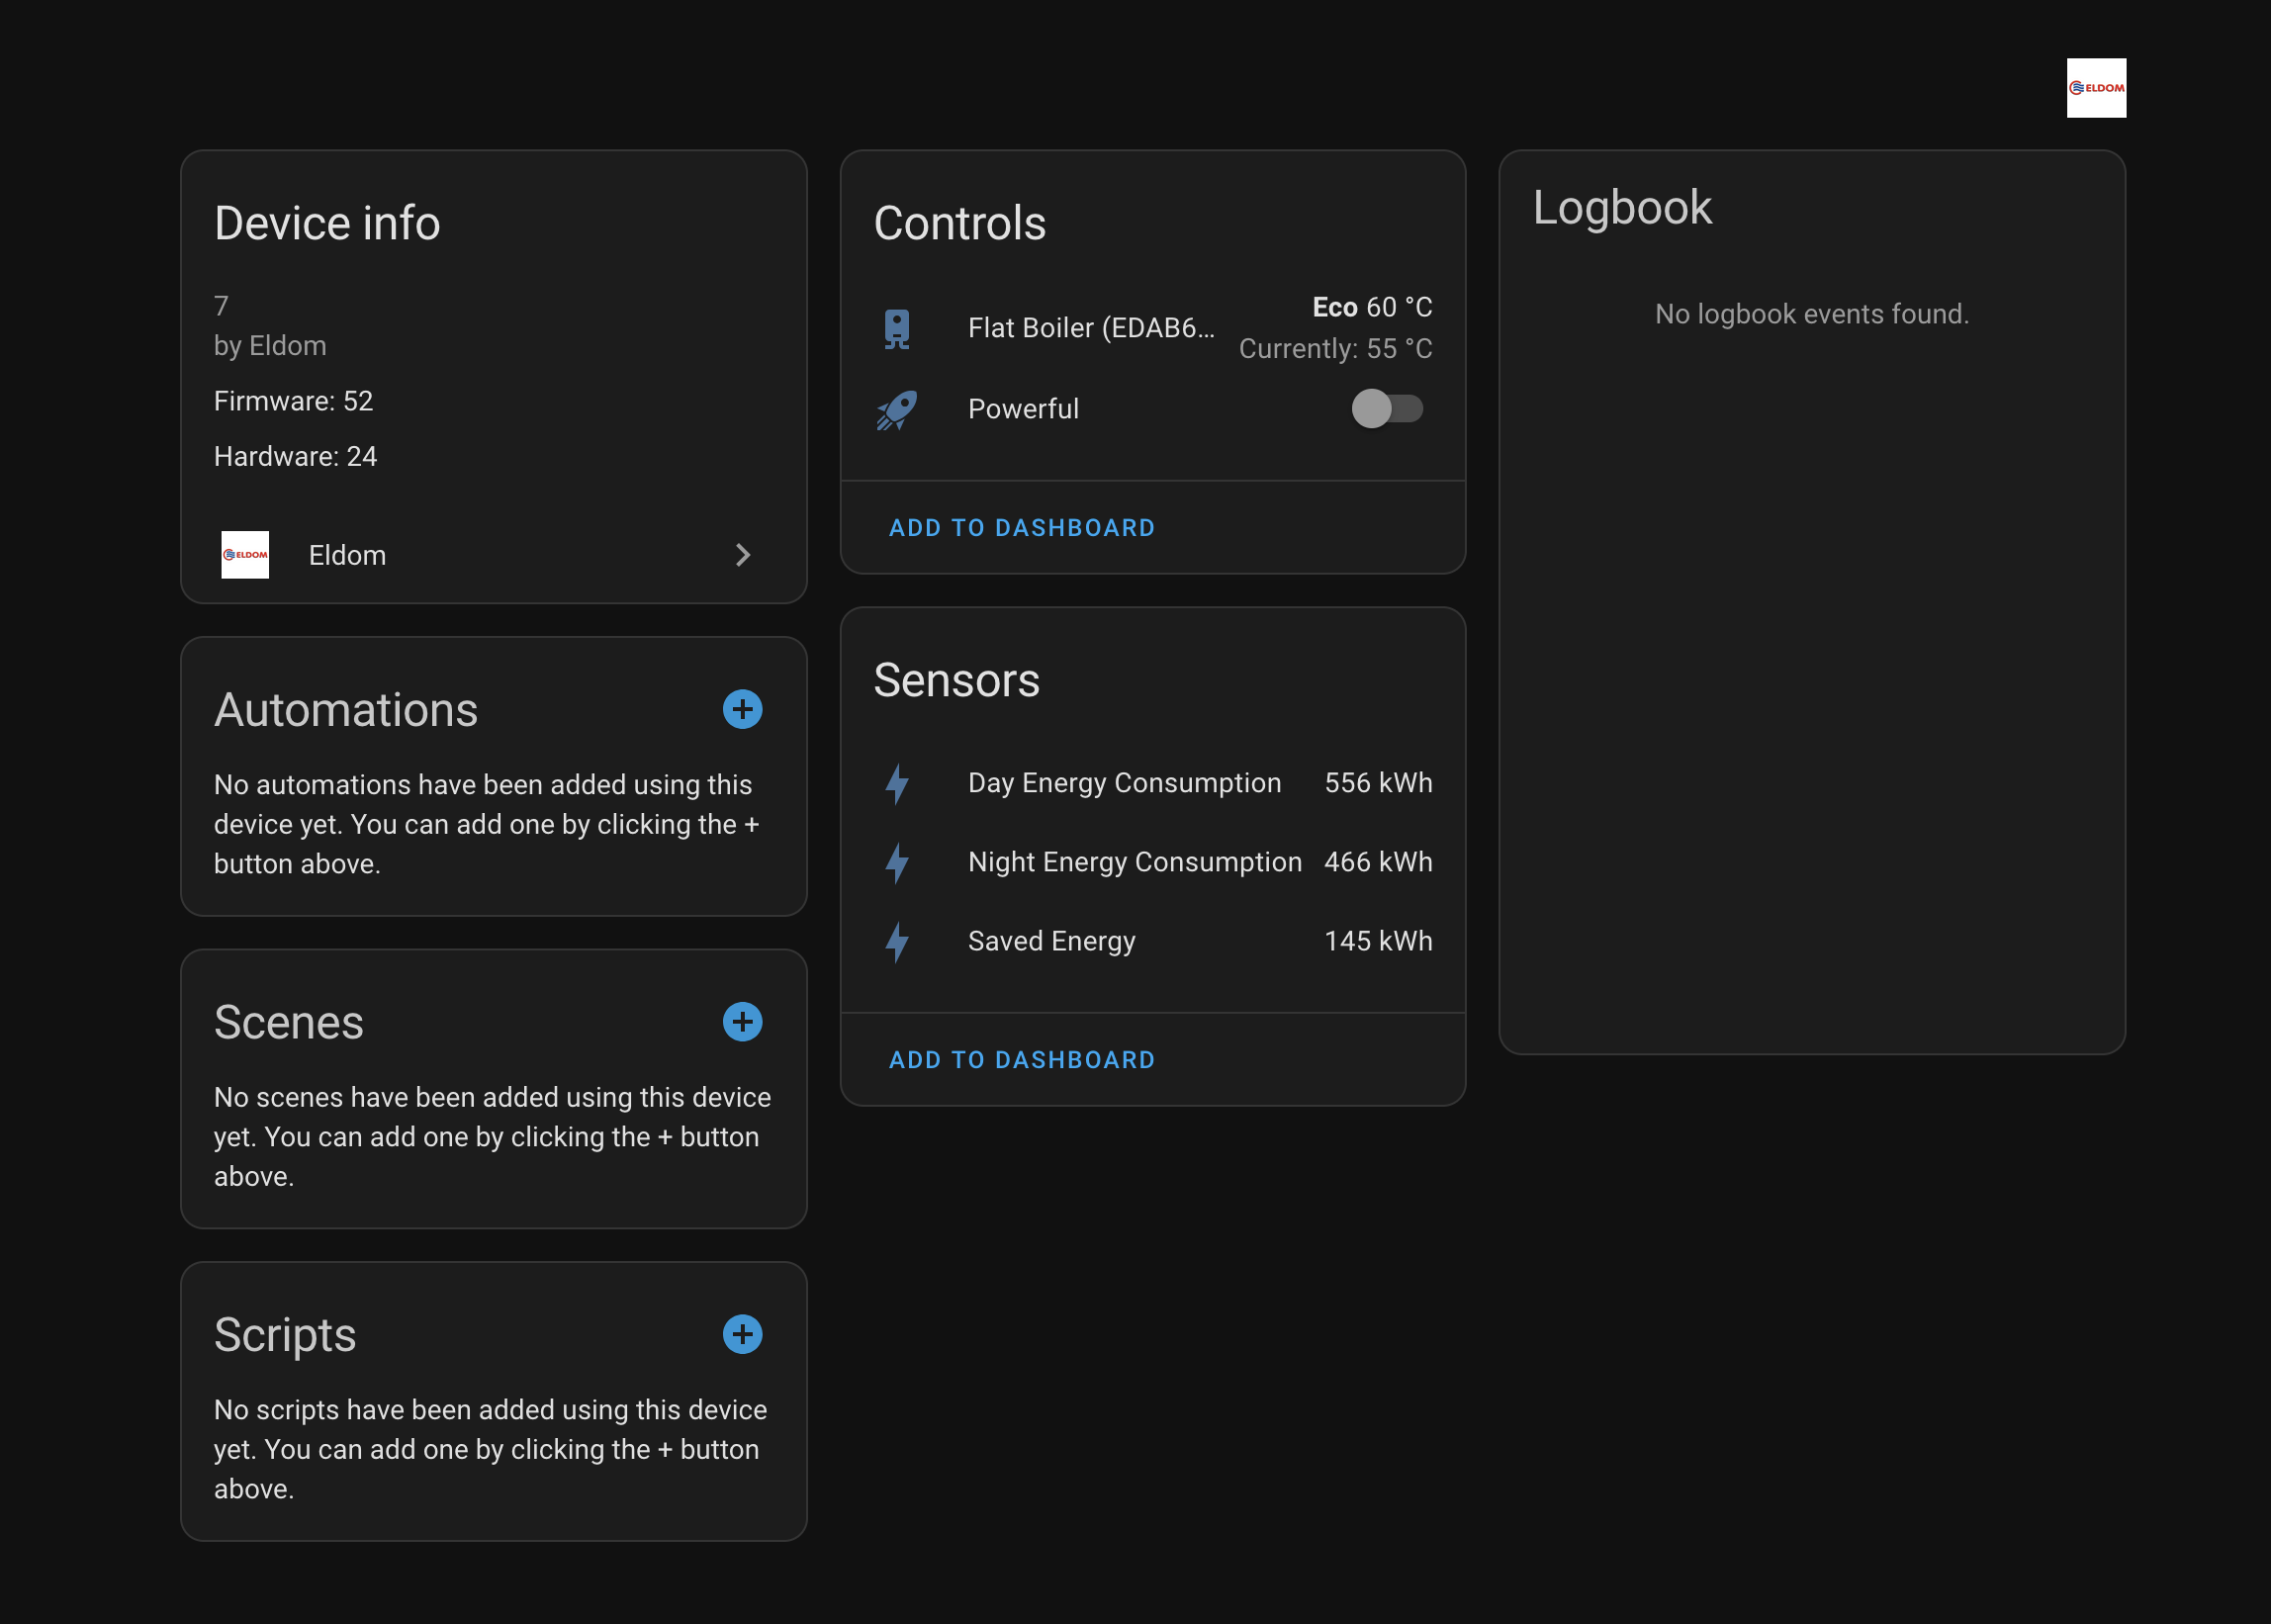 ELDOM
Device info
7
by Eldom
Firmware: 52
Hardware: 24
ELDOM
Eldom
Automations
No automations have been added using this
device yet. You can add one by clicking the +
button above.
Scenes
No scenes have been added using this device
yet. You can add one by clicking the + button
above.
Scripts
No scripts have been added using this device
yet. You can add one by clicking the + button
above.
Controls
Flat Boiler (EDAB6...
Eco 60 °C
Currently: 55 °C
Powerful
ADD TO DASHBOARD
Sensors
Day Energy Consumption 556 kWh
Night Energy Consumption 466 kWh
Saved Energy 145 kWh
ADD TO DASHBOARD
Logbook
No logbook events found.